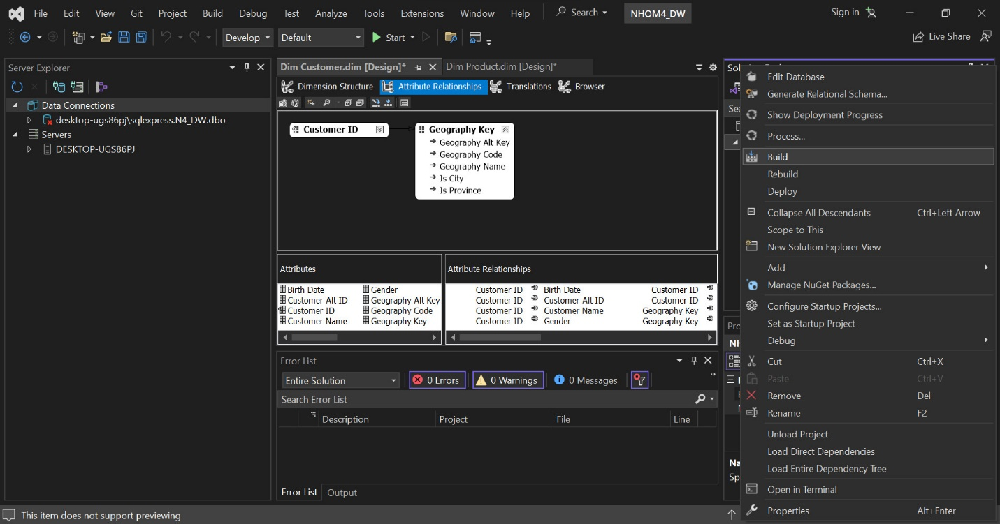 File Edit View Git Project Build Debug Test Analyze Tools Extensions Window Help Search NHOM4_DW Sign in
Develop Default Start Live Share
Server Explorer
Data Connections
desktop-ugs86pj\sqlexpress.N4_DW.dbo
Servers
DESKTOP-UGS86PJ
Dim Customer.dim [Design]* Dim Product.dim [Design]*
Dimension Structure Attribute Relationships Translations Browser
Customer ID
Geography Key
Geography Alt Key
Geography Code
Geography Name
Is City
Is Province
Attributes
Birth Date Gender
Customer Alt ID Geography Alt Key
Customer ID Geography Code
Customer Name Geography Key
Attribute Relationships
Customer ID Birth Date Customer ID
Customer ID Customer Alt ID Customer ID
Customer ID Customer Name Geography Key
Customer ID Gender Geography Key
Error List
Entire Solution 0 Errors 0 Warnings 0 Messages
Search Error List
Description Project File Line
Error List Output
Edit Database
Generate Relational Schema...
Show Deployment Progress
Process...
Build
Rebuild
Deploy
Collapse All Descendants Ctrl+Left Arrow
Scope to This
New Solution Explorer View
Add
Manage NuGet Packages...
Configure Startup Projects...
Set as Startup Project
Debug
Cut Ctrl+X
Paste Ctrl+V
Remove Del
Rename F2
Unload Project
Load Direct Dependencies
Load Entire Dependency Tree
Open in Terminal
Properties Alt+Enter
This item does not support previewing